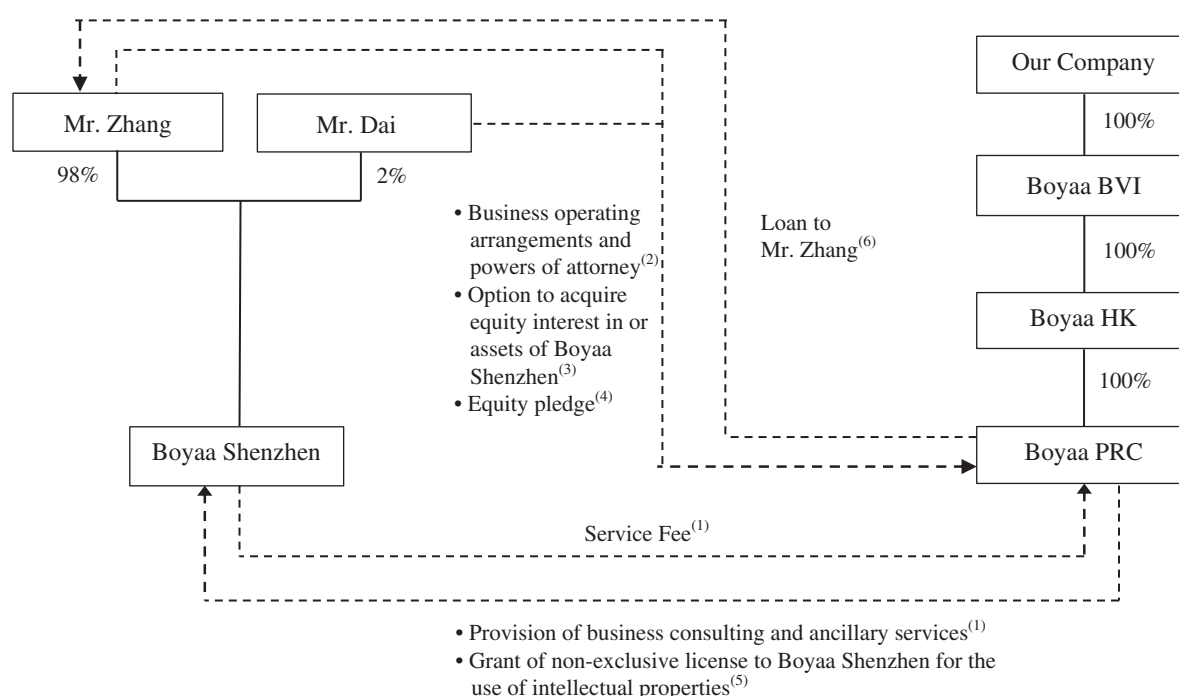 Our Company
Mr. Zhang
Mr. Dai
100%
98%
2%
Boyaa BVI
• Business operating
arrangements and
powers of attorney(2)
• Option to acquire
equity interest in or
assets of Boyaa
Shenzhen(3)
• Equity pledge(4)
Loan to
Mr. Zhang(6)
100%
Boyaa HK
100%
Boyaa Shenzhen
Boyaa PRC
Service Fee(1)
• Provision of business consulting and ancillary services(1)
• Grant of non-exclusive license to Boyaa Shenzhen for the
use of intellectual properties(5)